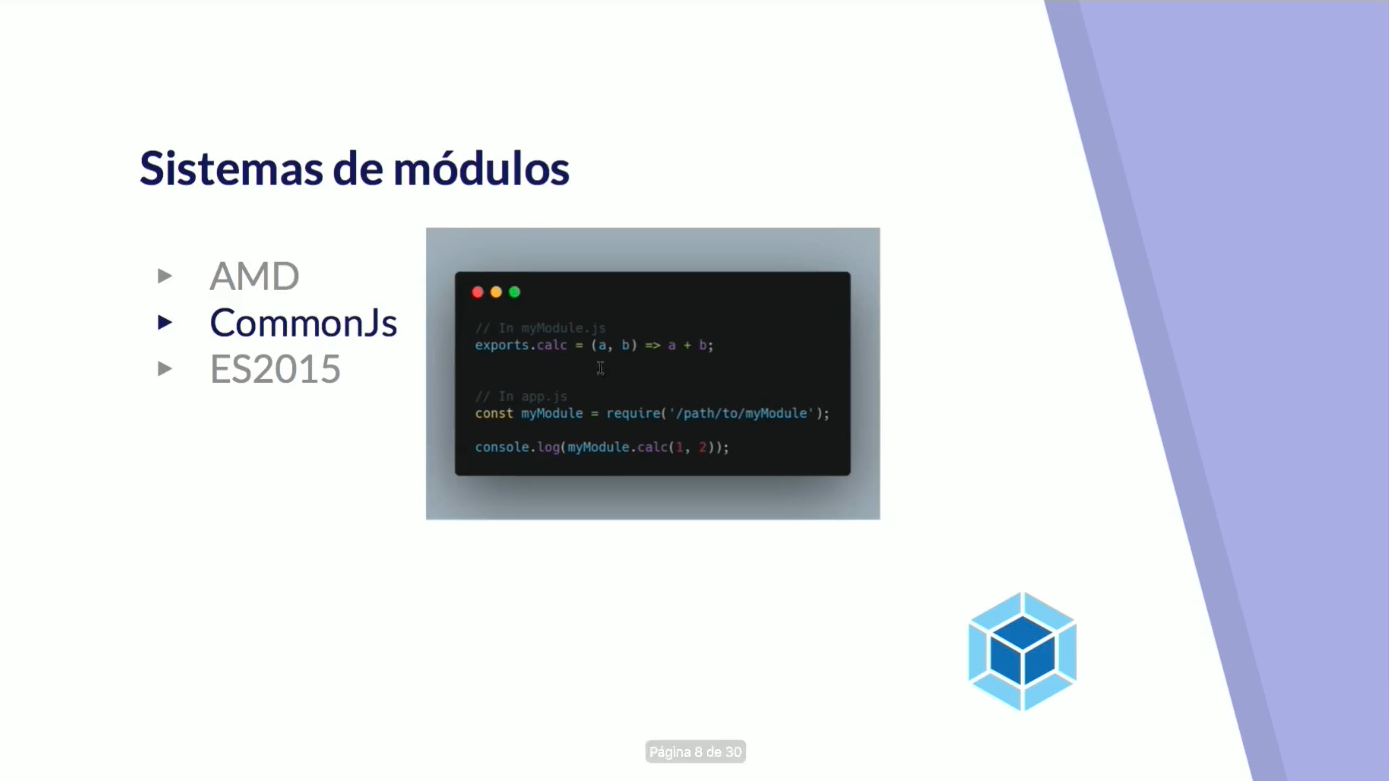 Sistemas de módulos
AMD
CommonJs
ES2015
// In myModule.js
exports.calc = (a, b) => a + b;
// In app.js
const myModule = require('/path/to/myModule');
console.log(myModule.calc(1, 2));
Página 8 de 30